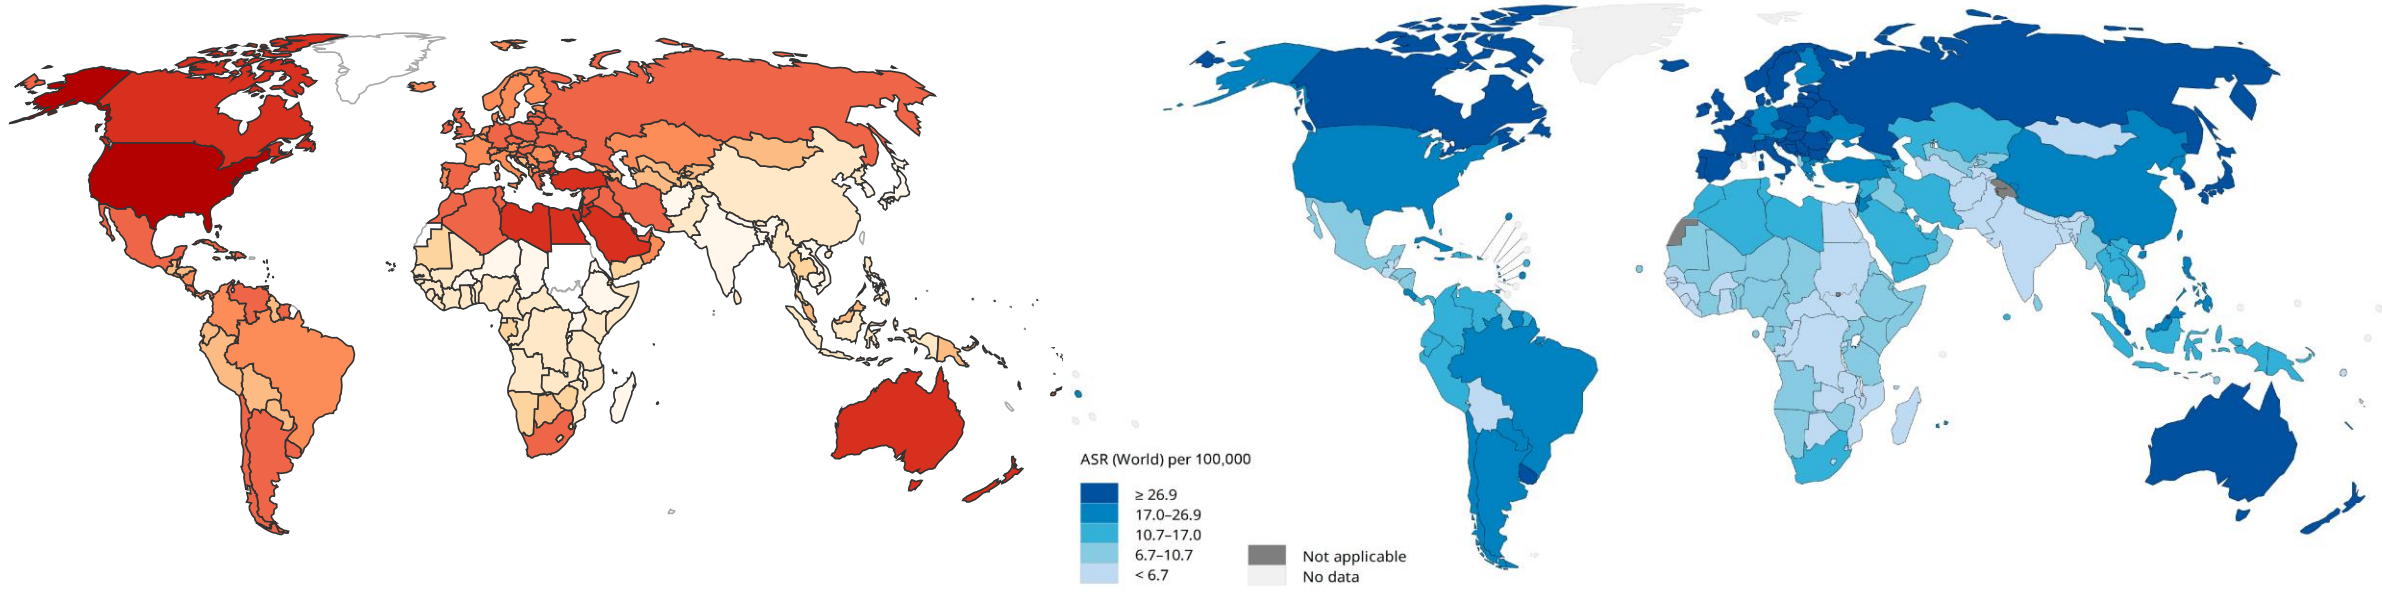 ASR (World) per 100,000
≥ 26.9
17.0–26.9
10.7–17.0
6.7–10.7
< 6.7
Not applicable
No data